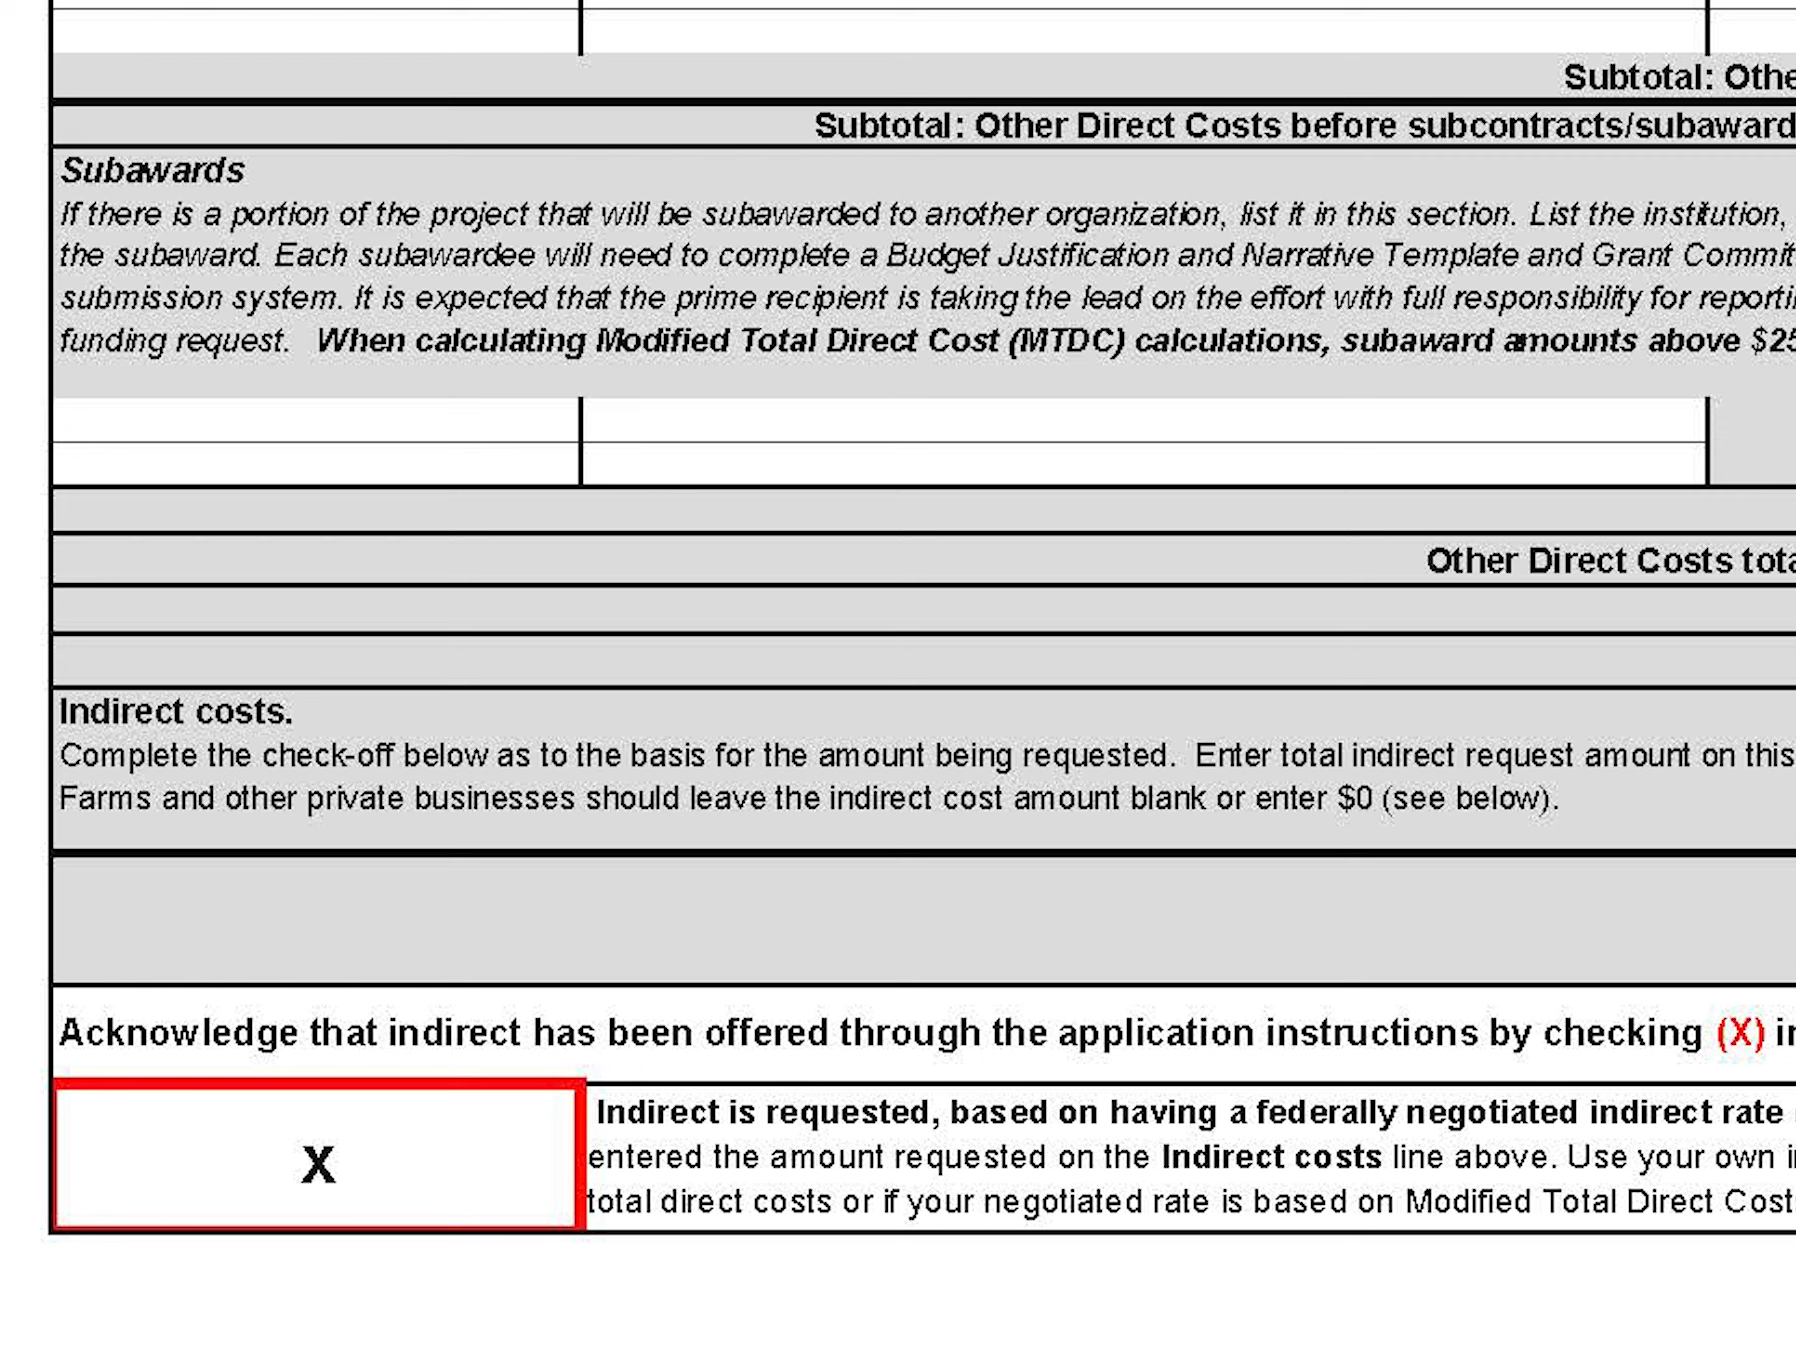 Subtotal: Othe
Subtotal: Other Direct Costs before subcontracts/subaward
Subawards
If there is a portion of the project that will be subawarded to another organization, list it in this section. List the institution,
the subaward. Each subawardee will need to complete a Budget Justification and Narrative Template and Grant Commit
submission system. It is expected that the prime recipient is taking the lead on the effort with full responsibility for reporti
funding request. When calculating Modified Total Direct Cost (MTDC) calculations, subaward amounts above $25
Other Direct Costs tota
Indirect costs.
Complete the check-off below as to the basis for the amount being requested. Enter total indirect request amount on this
Farms and other private businesses should leave the indirect cost amount blank or enter $0 (see below).
Acknowledge that indirect has been offered through the application instructions by checking (X) in
X
Indirect is requested, based on having a federally negotiated indirect rate
entered the amount requested on the Indirect costs line above. Use your own i
total direct costs or if your negotiated rate is based on Modified Total Direct Cost